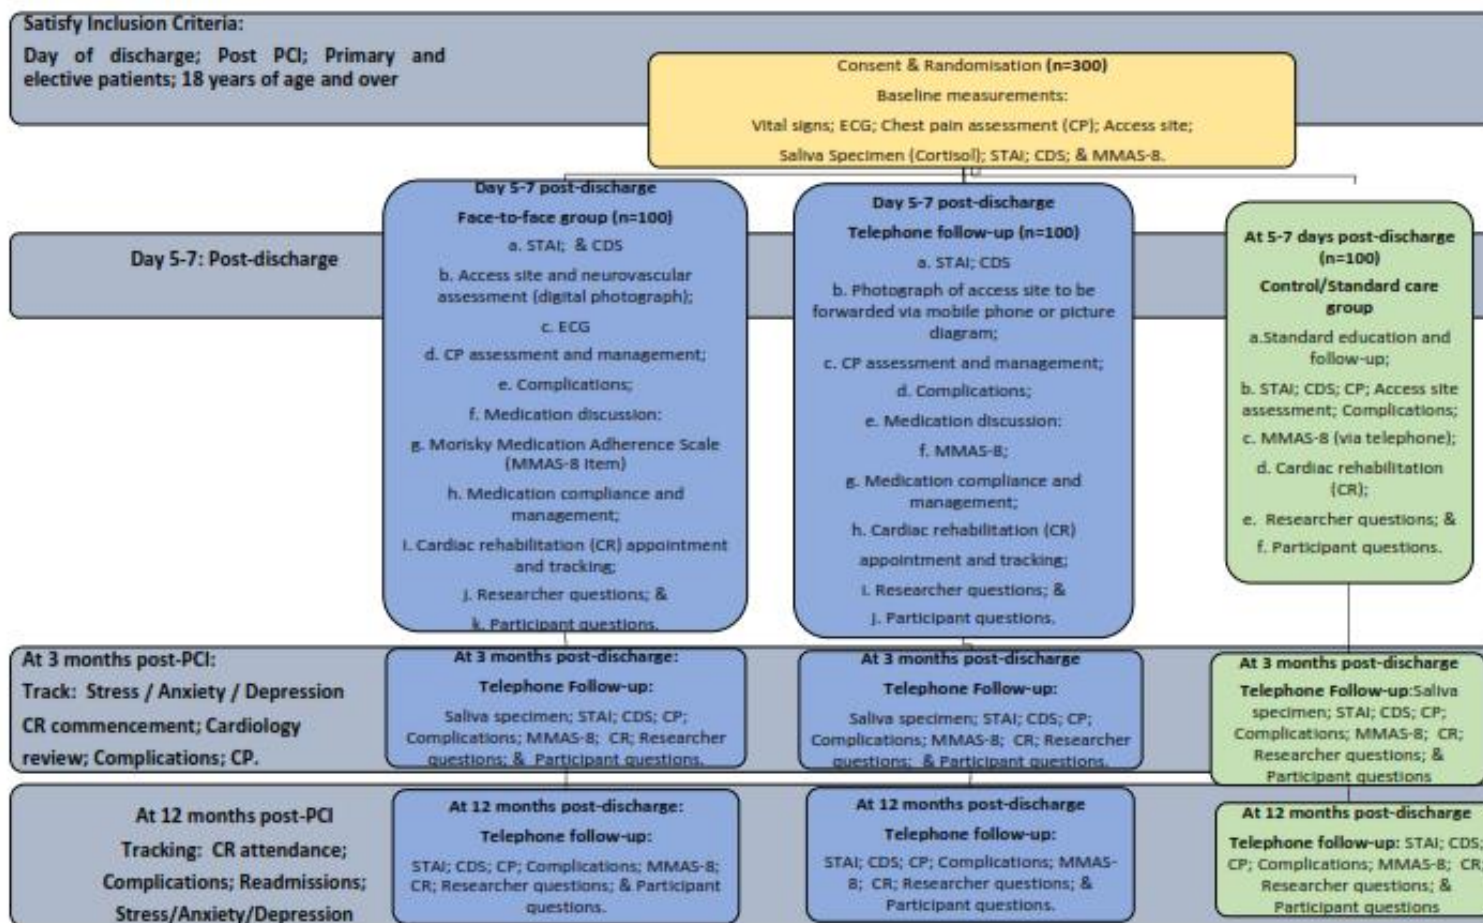 Satisfy Inclusion Criteria:
Day of discharge; Post PCI; Primary and
elective patients; 18 years of age and over
Consent & Randomisation (n=300)
Baseline measurements:
Vital signs; ECG; Chest pain assessment (CP); Access site;
Saliva Specimen (Cortisol); STAI; CDS; & MMAS-8.
Day 5-7: Post-discharge
Day 5-7 post-discharge
Face-to-face group (n=100)
a. STAI; & CDS
b. Access site and neurovascular
assessment (digital photograph);
c. ECG
d. CP assessment and management;
e. Complications;
f. Medication discussion:
g. Morisky Medication Adherence Scale
(MMAS-8 Item)
h. Medication compliance and
management;
i. Cardiac rehabilitation (CR) appointment
and tracking;
j. Researcher questions; &
k. Participant questions.
Day 5-7 post-discharge
Telephone follow-up (n=100)
a. STAI; CDS
b. Photograph of access site to be
forwarded via mobile phone or picture
diagram;
c. CP assessment and management;
d. Complications;
e. Medication discussion:
f. MMAS-8;
g. Medication compliance and
management;
h. Cardiac rehabilitation (CR)
appointment and tracking;
i. Researcher questions; &
j. Participant questions.
At 5-7 days post-discharge
(n=100)
Control/Standard care
group
a.Standard education and
follow-up;
b. STAI; CDS; CP; Access site
assessment; Complications;
c. MMAS-8 (via telephone);
d. Cardiac rehabilitation
(CR);
e. Researcher questions; &
f. Participant questions.
At 3 months post-PCI:
Track: Stress / Anxiety / Depression
CR commencement; Cardiology
review; Complications; CP.
At 3 months post-discharge:
Telephone Follow-up:
Saliva specimen; STAI; CDS; CP;
Complications; MMAS-8; CR; Researcher
questions; & Participant questions.
At 3 months post-discharge
Telephone Follow-up:
Saliva specimen; STAI; CDS; CP;
Complications; MMAS-8; CR; Researcher
questions; & Participant questions.
At 3 months post-discharge
Telephone Follow-up:Saliva
specimen; STAI; CDS; CP;
Complications; MMAS-8; CR;
Researcher questions; &
Participant questions
At 12 months post-PCI
Tracking: CR attendance;
Complications; Readmissions;
Stress/Anxiety/Depression
At 12 months post-discharge:
Telephone follow-up:
STAI; CDS; CP; Complications; MMAS-8;
CR; Researcher questions; & Participant
questions.
At 12 months post-discharge
Telephone follow-up:
STAI; CDS; CP; Complications; MMAS-
8; CR; Researcher questions; &
Participant questions.
At 12 months post-discharge
Telephone follow-up: STAI; CDS;
CP; Complications; MMAS-8; CR;
Researcher questions; &
Participant questions